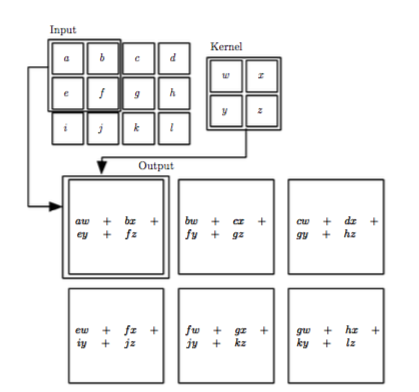 Input
Kernel
a b c d
e f g h
i j k l
w x
y z
Output
aw + bx +
ey + fz
bw + cx +
fy + gz
cw + dx +
gy + hz
ew + fx +
iy + jz
fw + gx +
jy + kz
gw + hx +
ky + lz